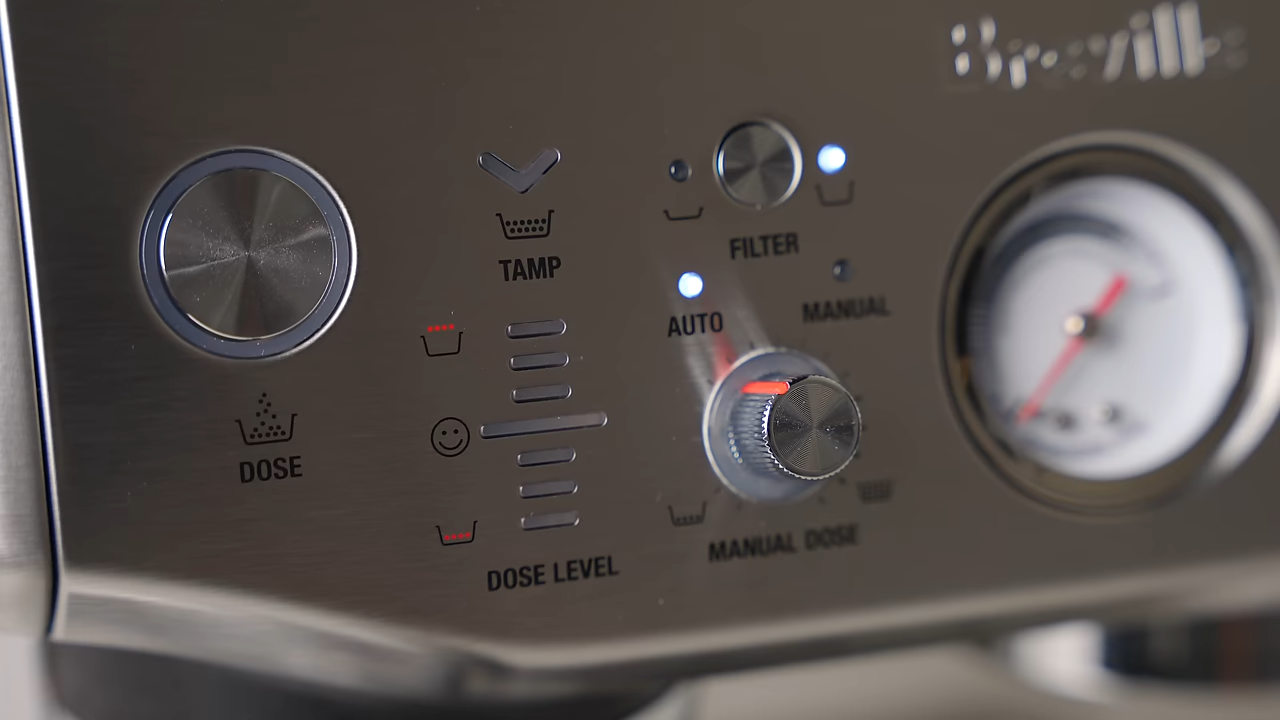 Breville
TAMP
FILTER
AUTO
MANUAL
DOSE
MANUAL DOSE
DOSE LEVEL